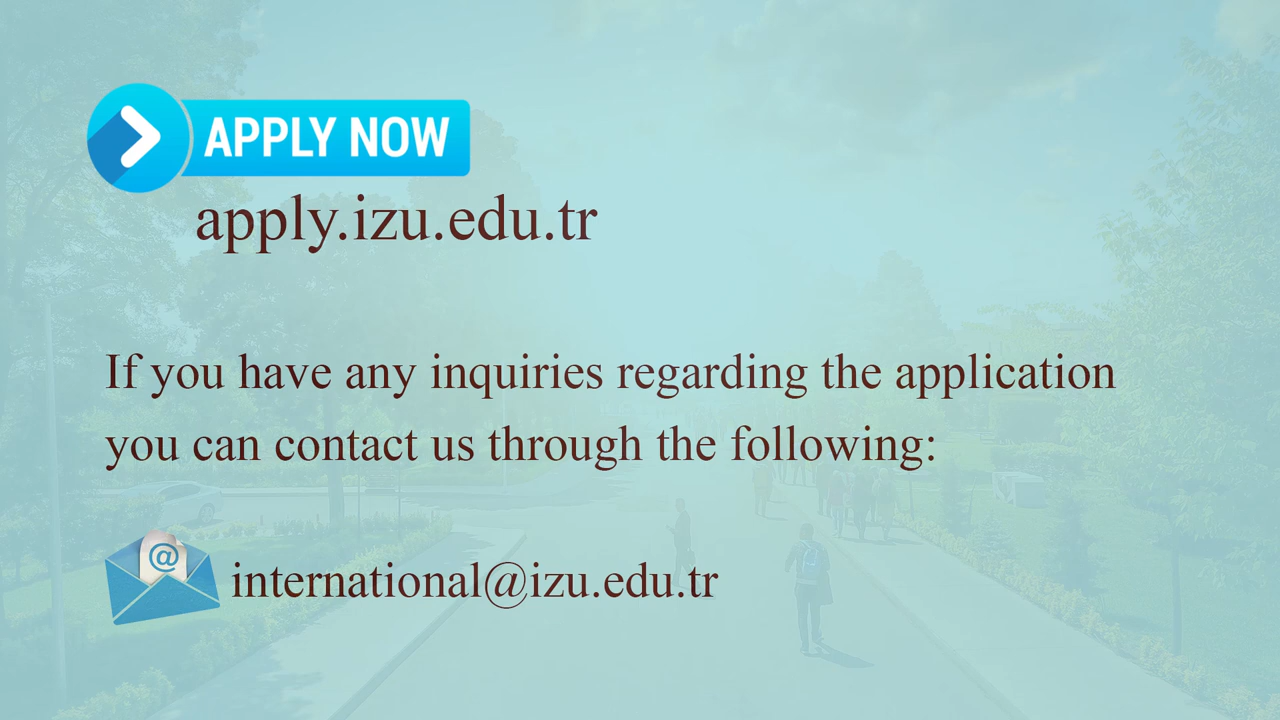 APPLY NOW
apply.izu.edu.tr
If you have any inquiries regarding the application
you can contact us through the following:
@
international@izu.edu.tr